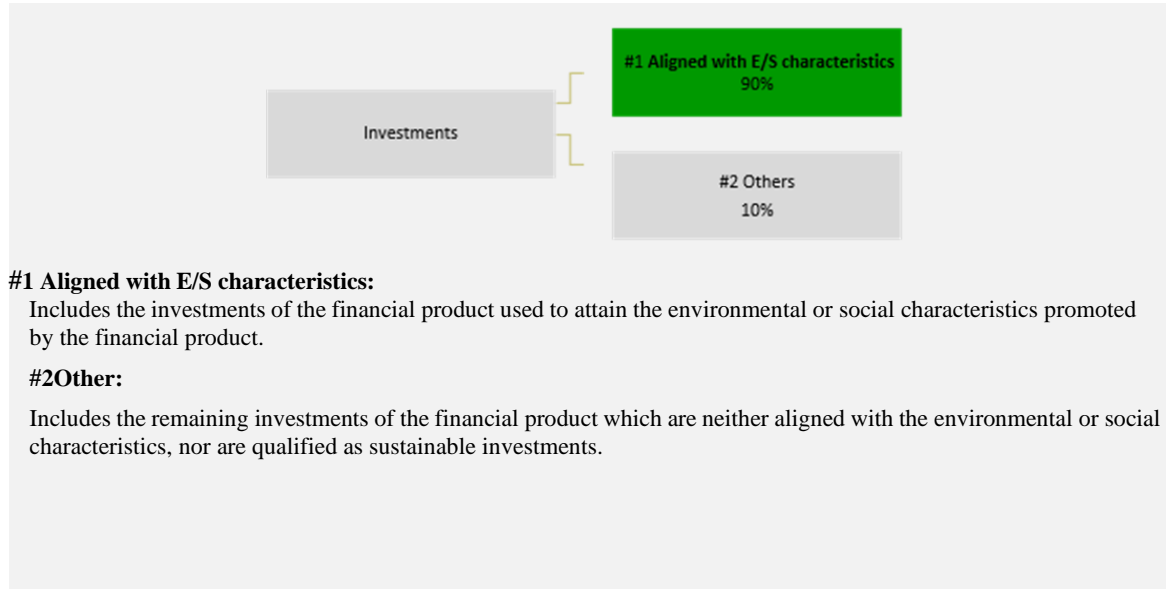 #1 Aligned with E/S characteristics
90%
Investments
#2 Others
10%
#1 Aligned with E/S characteristics:
Includes the investments of the financial product used to attain the environmental or social characteristics promoted
by the financial product.
#2Other:
Includes the remaining investments of the financial product which are neither aligned with the environmental or social
characteristics, nor are qualified as sustainable investments.